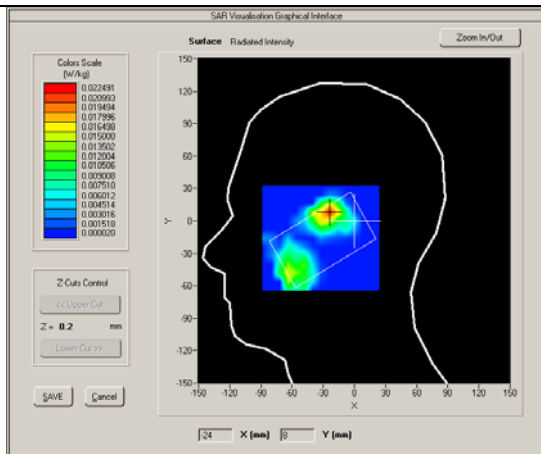 SAR Visualisation Graphical Interface
Surface Radiated Intensity
Zoom In/Out
Colors Scale
(W/kg)
0.022491
0.020993
0.019494
0.017996
0.016498
0.015000
0.013502
0.012004
0.010506
0.009008
0.007510
0.006012
0.004514
0.003016
0.001518
0.000020
150
120
90
60
30
0
-30
-60
-90
-120
-150
Y
-150 -120 -90 -60 -30 0 30 60 90 120 150
X
Z Cuts Control
<< Upper Cut
Z = 0.2 mm
Lower Cut >>
SAVE Cancel
-24 X (mm) 8 Y (mm)